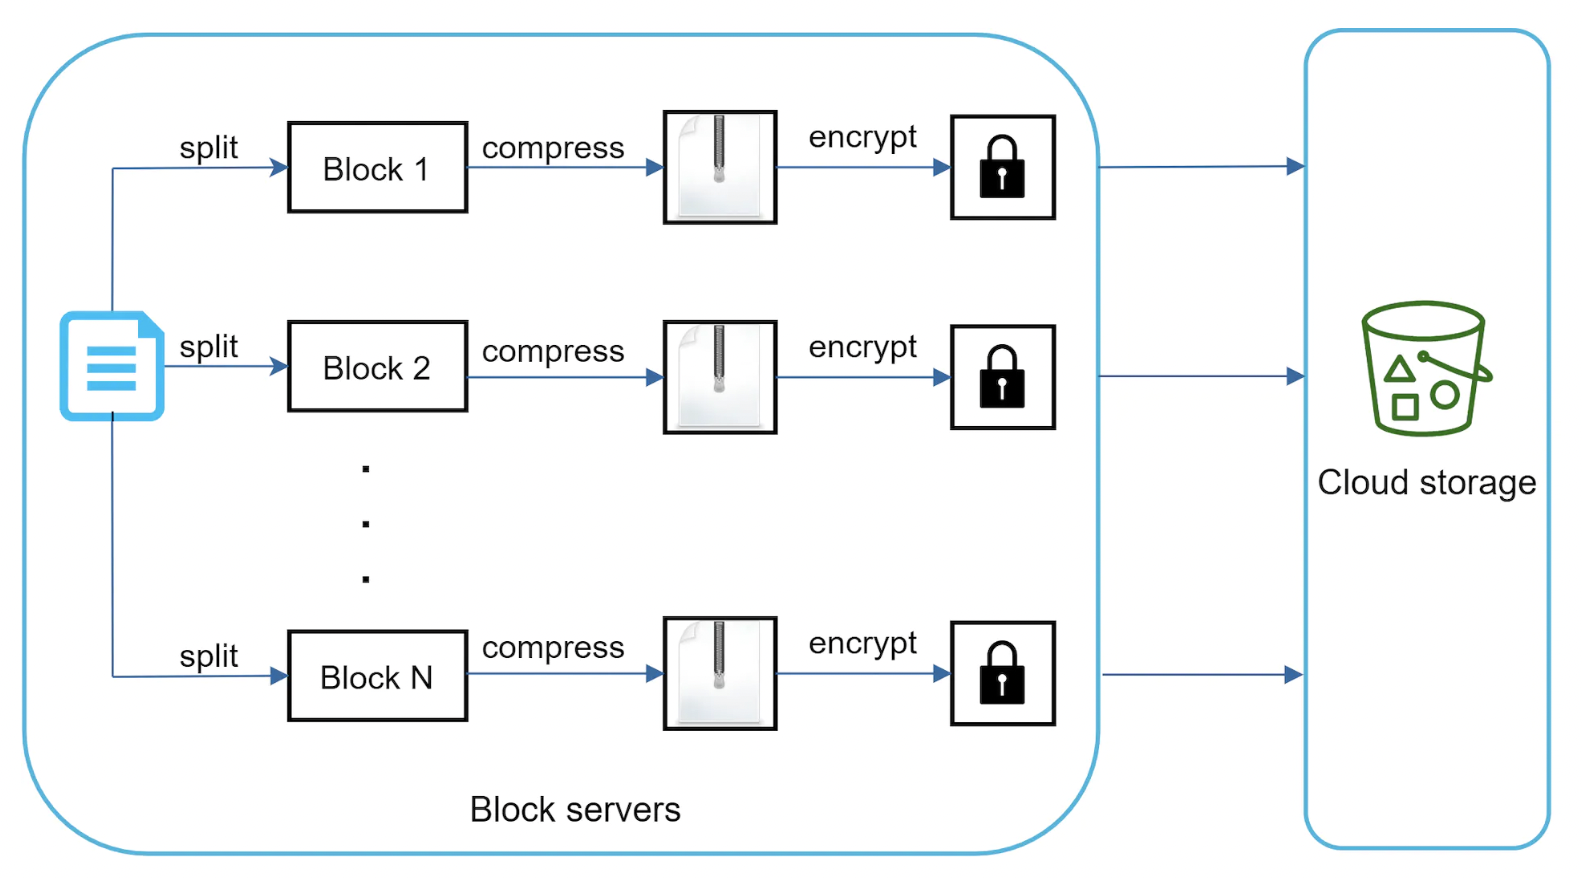 split
Block 1
compress
encrypt
split
Block 2
compress
encrypt
split
Block N
compress
encrypt
Block servers
Cloud storage